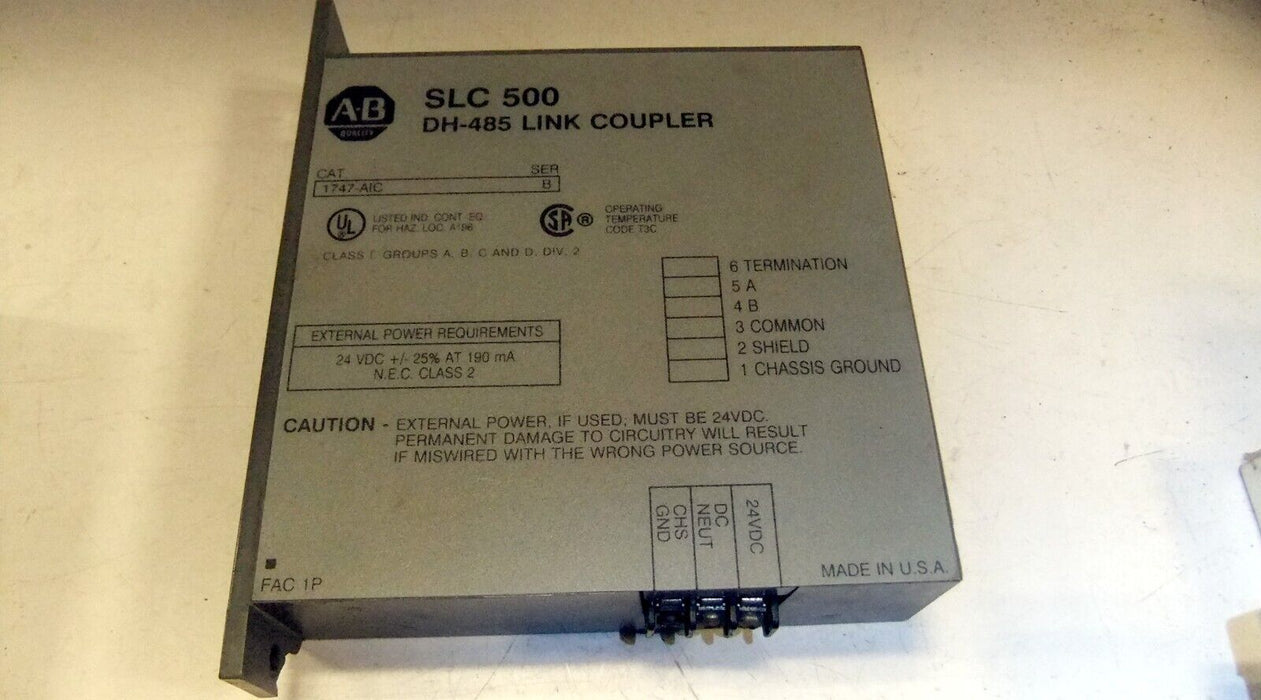 A-B
QUALITY
SLC 500
DH-485 LINK COUPLER
CAT. SER
1747-AIC B
UL
LISTED IND. CONT. EQ.
FOR HAZ. LOC. A196
SA ®
OPERATING
TEMPERATURE
CODE T3C
CLASS I, GROUPS A, B, C AND D, DIV. 2
6 TERMINATION
5 A
4 B
3 COMMON
2 SHIELD
1 CHASSIS GROUND
EXTERNAL POWER REQUIREMENTS
24 VDC +/- 25% AT 190 mA
N.E.C. CLASS 2
CAUTION - EXTERNAL POWER, IF USED, MUST BE 24VDC.
PERMANENT DAMAGE TO CIRCUITRY WILL RESULT
IF MISWIRED WITH THE WRONG POWER SOURCE.
24VDC
DC
NEUT
CHS
GND
FAC 1P
MADE IN U.S.A.